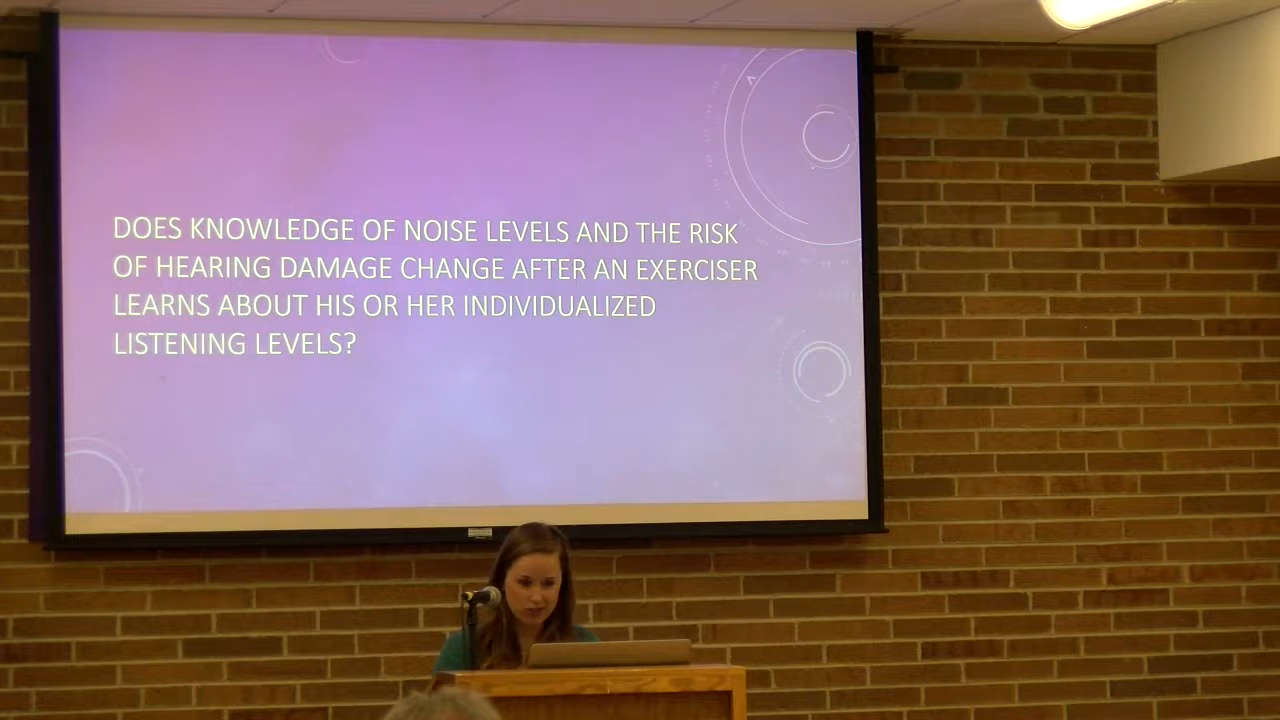 DOES KNOWLEDGE OF NOISE LEVELS AND THE RISK
OF HEARING DAMAGE CHANGE AFTER AN EXERCISER
LEARNS ABOUT HIS OR HER INDIVIDUALIZED
LISTENING LEVELS?